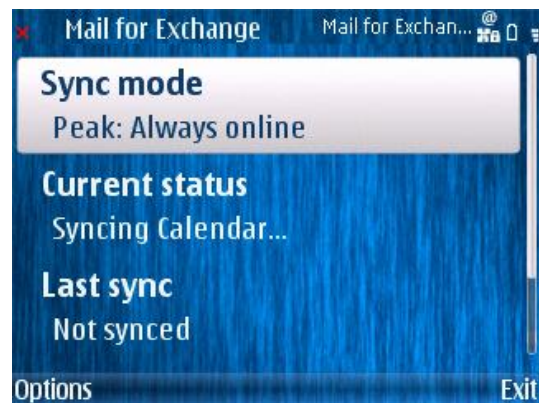 Mail for Exchange
Mail for Exchan...
@
Sync mode
Peak: Always online
Current status
Syncing Calendar...
Last sync
Not synced
Options
Exit